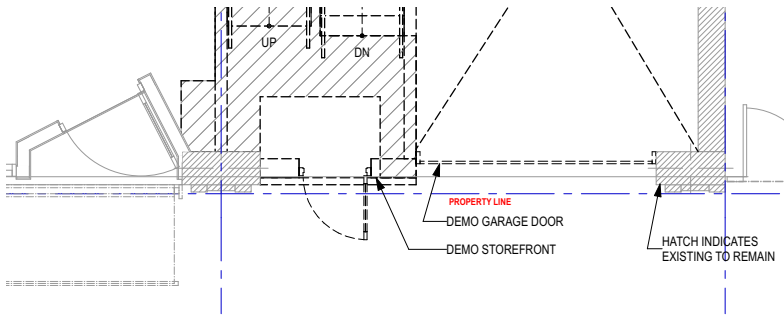 UP
DN
PROPERTY LINE
DEMO GARAGE DOOR
DEMO STOREFRONT
HATCH INDICATES
EXISTING TO REMAIN